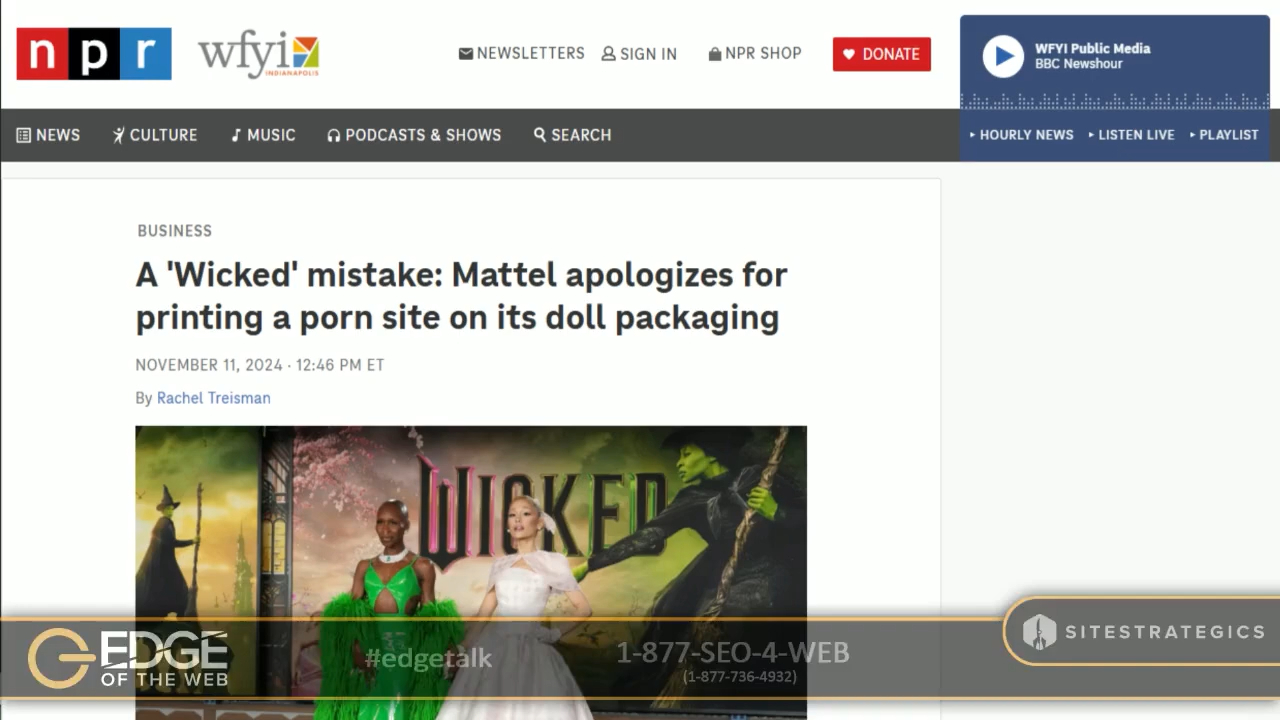 npr
wfyi
INDIANAPOLIS
NEWSLETTERS
SIGN IN
NPR SHOP
DONATE
WFYI Public Media
BBC Newshour
NEWS
CULTURE
MUSIC
PODCASTS & SHOWS
SEARCH
HOURLY NEWS
LISTEN LIVE
PLAYLIST
BUSINESS
A 'Wicked' mistake: Mattel apologizes for
printing a porn site on its doll packaging
NOVEMBER 11, 2024 · 12:46 PM ET
By Rachel Treisman
WICKED
EDGE
OF THE WEB
#edgetalk
1-877-SEO-4-WEB
(1-877-736-4932)
SITESTRATEGICS